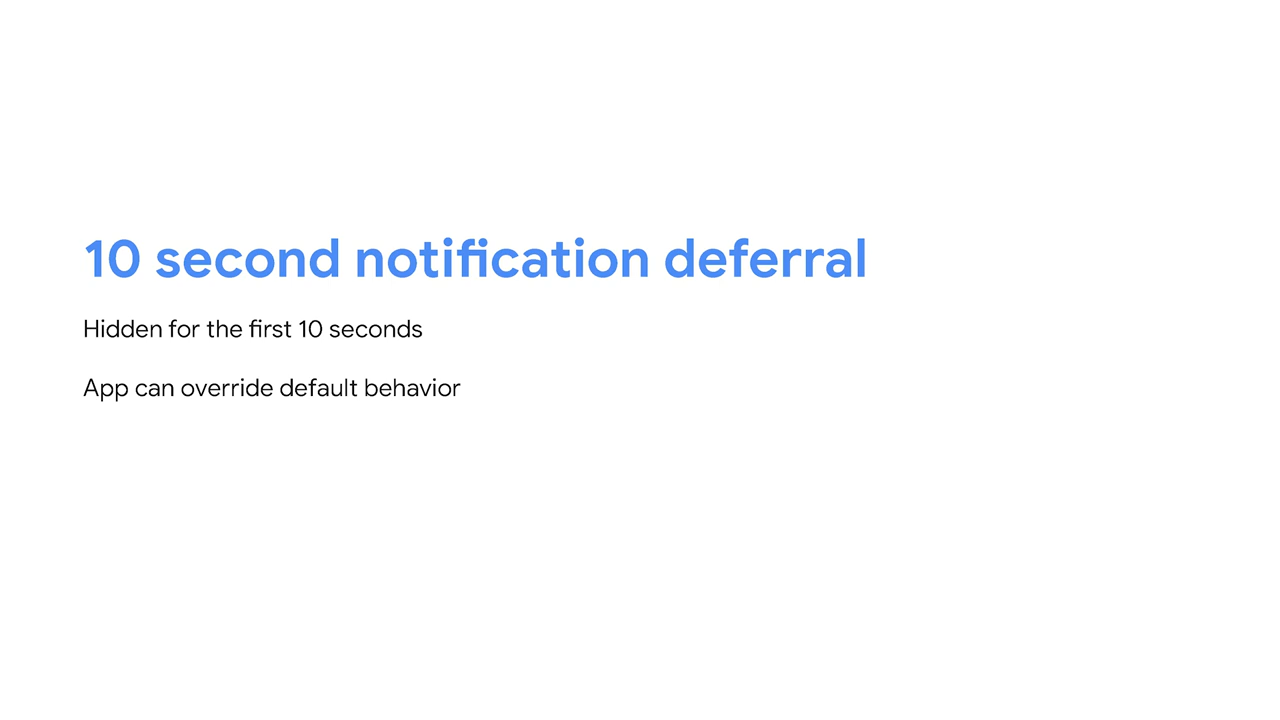 10 second notification deferral
Hidden for the first 10 seconds
App can override default behavior